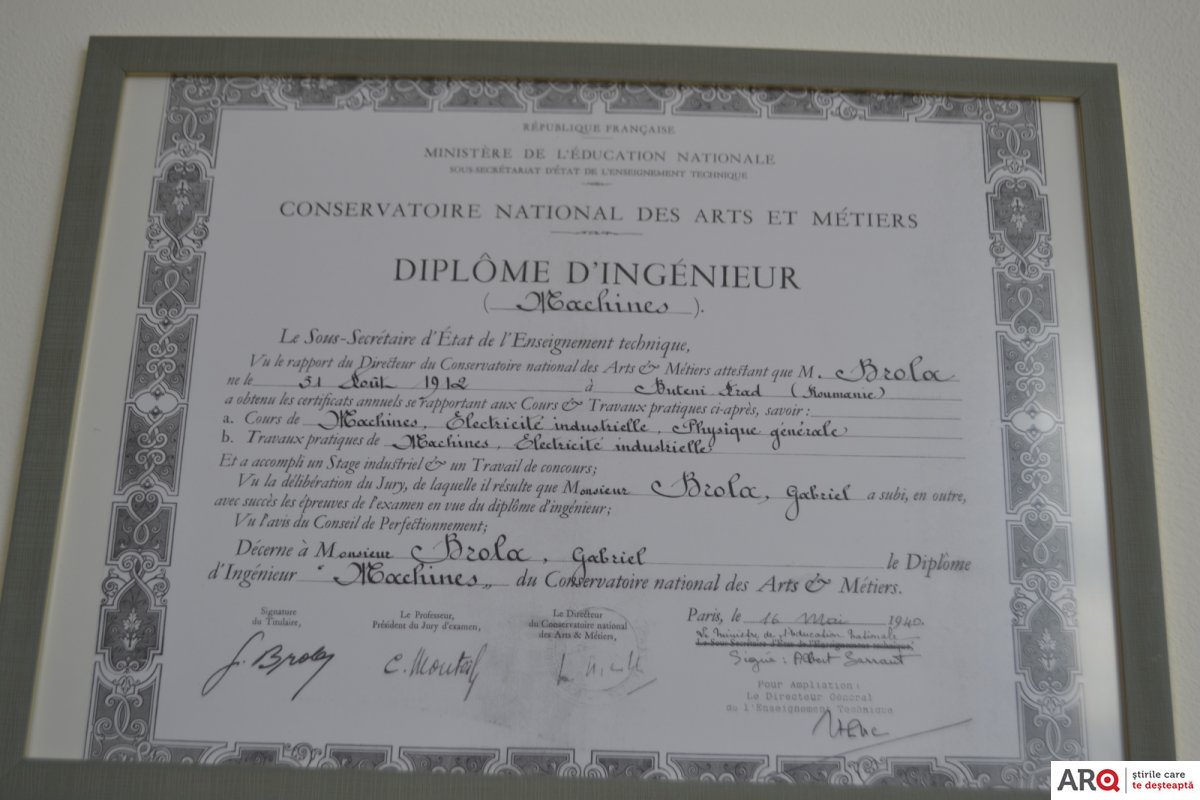 RÉPUBLIQUE FRANÇAISE
MINISTÈRE DE L'ÉDUCATION NATIONALE
SOUS-SECRÉTARIAT D'ÉTAT DE L'ENSEIGNEMENT TECHNIQUE
CONSERVATOIRE NATIONAL DES ARTS ET MÉTIERS
DIPLÔME D'INGÉNIEUR
(Machines).
Le Sous-Secrétaire d'État de l'Enseignement technique,
Vu le rapport du Directeur du Conservatoire national des Arts & Métiers attestant que M. Brola
ne le 31 Août 1912 à Buteni Arad (Roumanie)
a obtenu les certificats annuels se rapportant aux Cours & Travaux pratiques ci-après, savoir :
a. Cours de Machines, Electricité industrielle, Physique générale
b. Travaux pratiques de Machines, Electricité industrielle
Et a accompli un Stage industriel & un Travail de concours;
Vu la délibération du Jury, de laquelle il résulte que Monsieur Brola, Gabriel a subi, en outre,
avec succès les épreuves de l'examen en vue du diplôme d'ingénieur;
Vu l'avis du Conseil de Perfectionnement;
Décerne à Monsieur Brola, Gabriel le Diplôme
d'Ingénieur "Machines" du Conservatoire national des Arts & Métiers.
Signature
du Titulaire,
Le Professeur,
Président du Jury d'examen,
Le Directeur
du Conservatoire national
des Arts & Métiers,
Paris, le 16 Mai 1940.
Le Ministre de l'Education Nationale
Le Sous-Secrétaire d'État de l'Enseignement technique,
Signé : Albert Sarraut
G. Brola
C. Monteil
Pour Ampliation:
Le Directeur Général
de l'Enseignement Technique
ARQ
știrile care
te deșteaptă